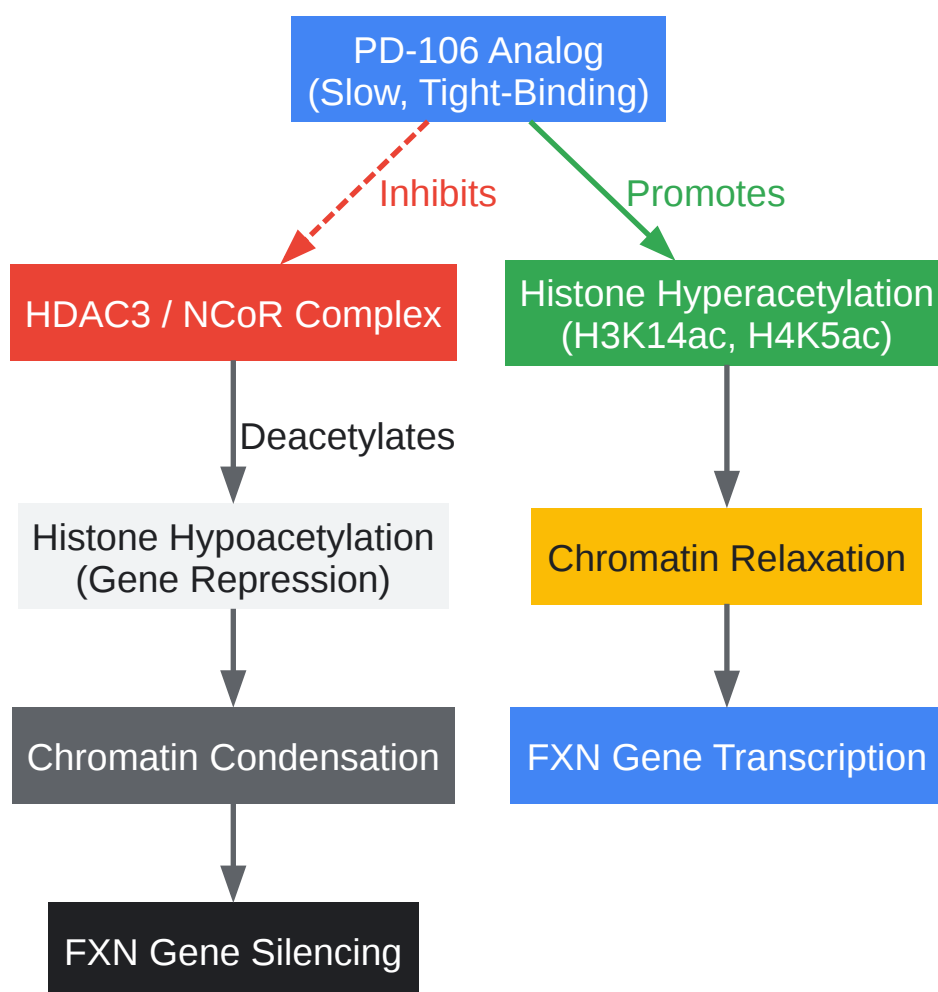 PD-106 Analog
(Slow, Tight-Binding)
Inhibits
Promotes
HDAC3 / NCoR Complex
Histone Hyperacetylation
(H3K14ac, H4K5ac)
Deacetylates
Histone Hypoacetylation
(Gene Repression)
Chromatin Relaxation
Chromatin Condensation
FXN Gene Transcription
FXN Gene Silencing